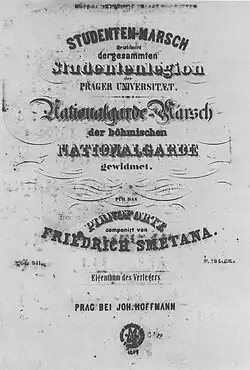 STUDENTEN-MARSCH
gewidmet
der gesammten
Studentenlegion
der
PRAGER UNIVERSITÆT.
Nationalgarde-Marsch
der böhmischen
NATIONALGARDE
gewidmet.
FÜR DAS
PIANOFORTE
componirt von
FRIEDRICH SMETANA.
Eigenthum des Verlegers.
PRAG BEI JOH. HOFFMANN